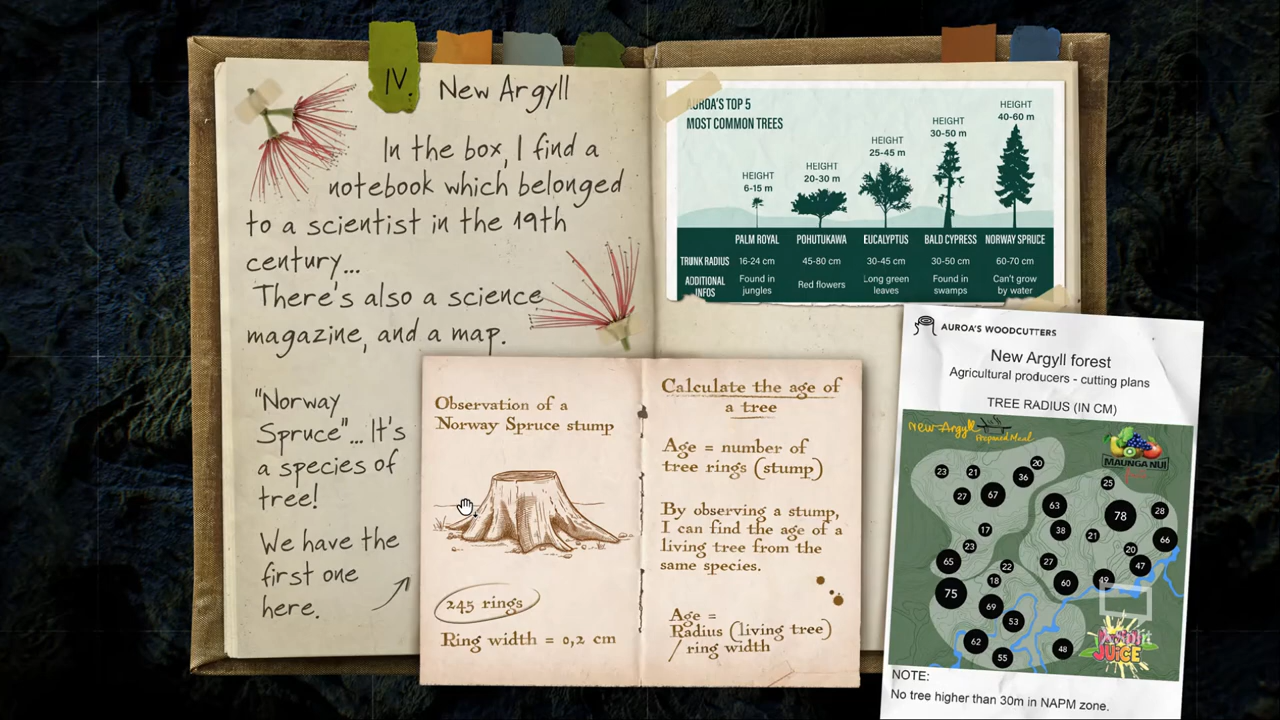 IV.
New Argyll
In the box, I find a
notebook which belonged
to a scientist in the 19th
century...
There's also a science
magazine, and a map.
"Norway
Spruce"... It's
a species of
tree!
We have the
first one
here.
AUROA'S TOP 5
MOST COMMON TREES
HEIGHT
6-15 m
HEIGHT
20-30 m
HEIGHT
25-45 m
HEIGHT
30-50 m
HEIGHT
40-60 m
PALM ROYAL POHUTUKAWA EUCALYPTUS BALD CYPRESS NORWAY SPRUCE
TRUNK RADIUS 16-24 cm 45-80 cm 30-45 cm 30-50 cm 60-70 cm
ADDITIONAL INFOS Found in jungles Red flowers Long green leaves Found in swamps Can't grow by water
Observation of a
Norway Spruce stump
245 rings
Ring width = 0,2 cm
Calculate the age of
a tree
Age = number of
tree rings (stump)
By observing a stump,
I can find the age of a
living tree from the
same species.
Age =
Radius (living tree)
/ ring width
AUROA'S WOODCUTTERS
New Argyll forest
Agricultural producers - cutting plans
TREE RADIUS (IN CM)
New Argyll
Prepared Meal
MAUNGA NUI
20
23 21 36
27 67
25
63 78 28
17 38 21 66
23 20
65 22 27 47
18 60 49
75
69 53
62
55 48
JUICE
NOTE:
No tree higher than 30m in NAPM zone.